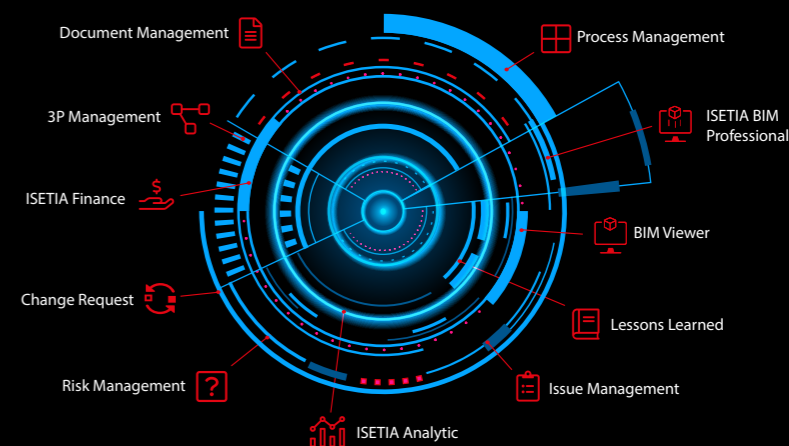 Document Management
Process Management
3P Management
ISETIA BIM
Professional
ISETIA Finance
BIM Viewer
Change Request
Lessons Learned
Risk Management
Issue Management
ISETIA Analytic